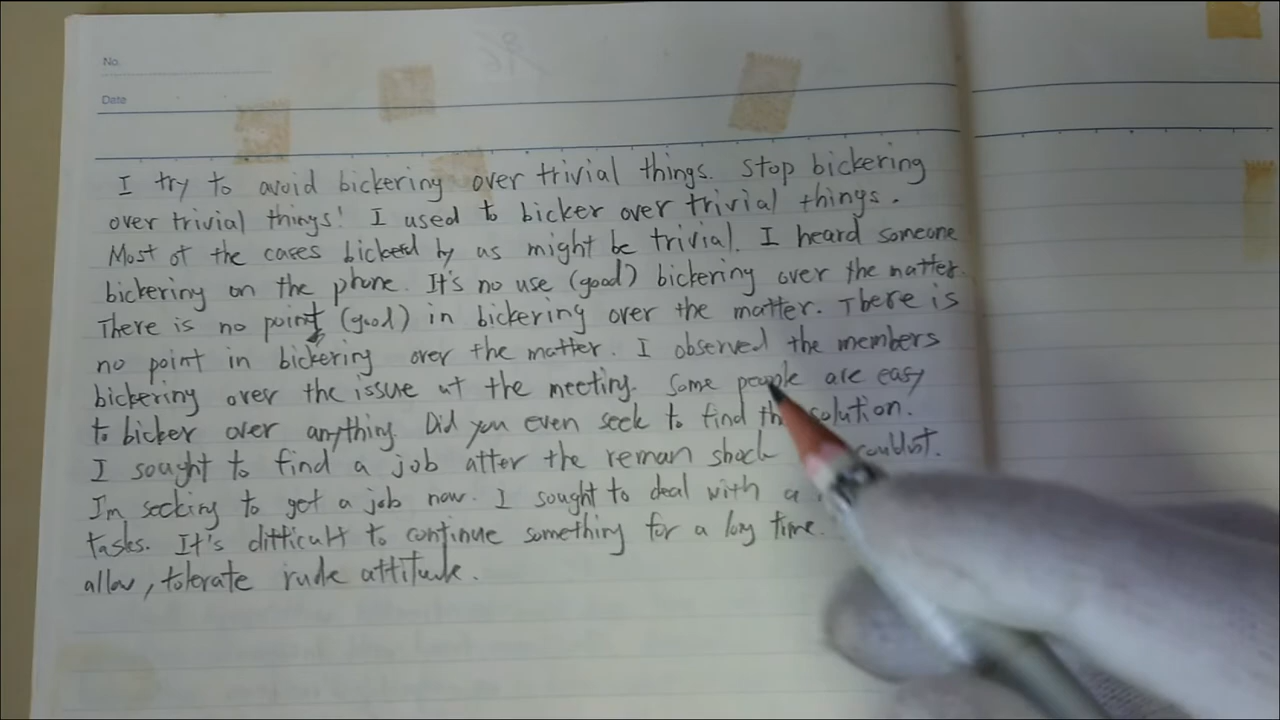 No.
Date
I try to avoid bickering over trivial things. Stop bickering
over trivial things! I used to bicker over trivial things.
Most of the cases bickered by us might be trivial. I heard someone
bickering on the phone. It's no use (good) bickering over the matter.
There is no point (good) in bickering over the matter. There is
no point in bickering over the matter. I observed the members
bickering over the issue at the meeting. Some people are easy
to bicker over anything. Did you even seek to find the solution.
I sought to find a job after the reman shock
I'm seeking to get a job now. I sought to deal with a
tasks. It's difficult to continue something for a long time.
allow, tolerate rude attitude.